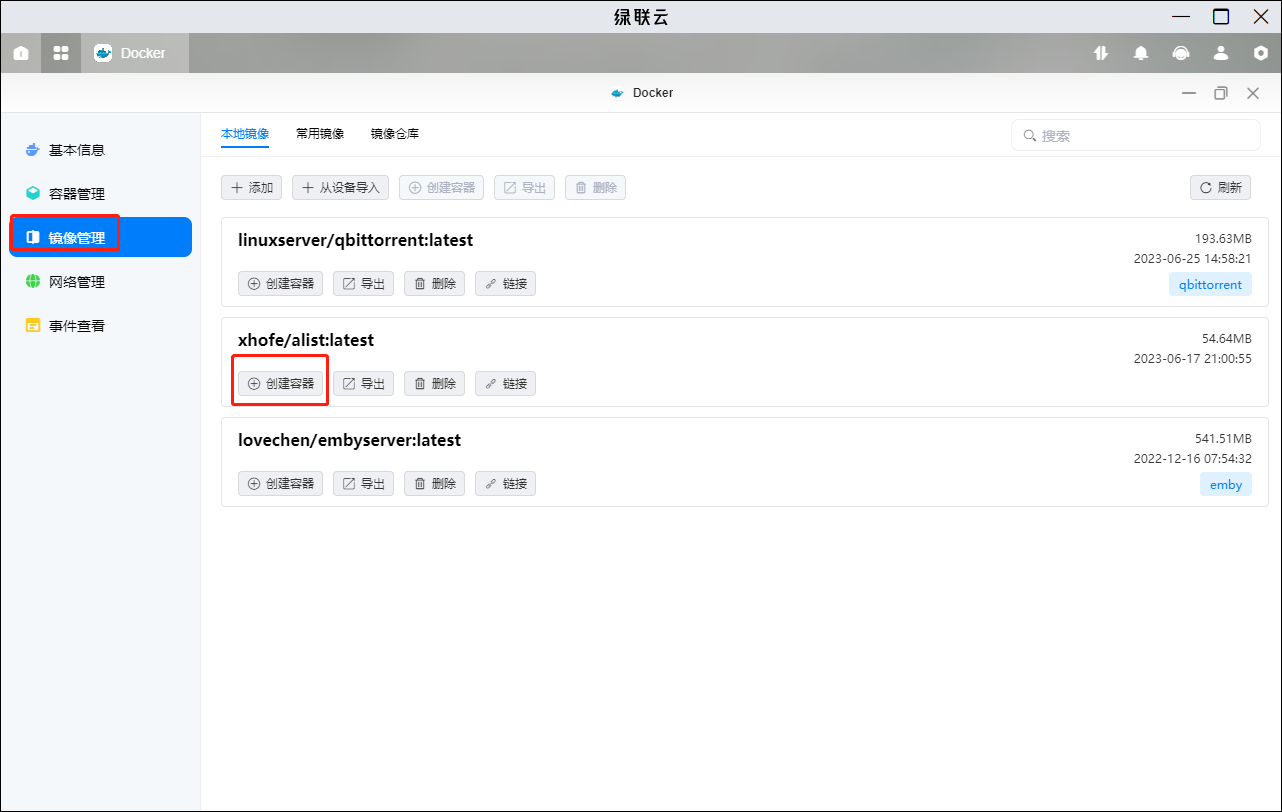 绿联云
Docker
Docker
基本信息
容器管理
镜像管理
网络管理
事件查看
本地镜像 常用镜像 镜像仓库
搜索
添加 从设备导入 创建容器 导出 删除 刷新
linuxserver/qbittorrent:latest
193.63MB
2023-06-25 14:58:21
创建容器 导出 删除 链接
qbittorrent
xhofe/alist:latest
54.64MB
2023-06-17 21:00:55
创建容器 导出 删除 链接
lovechen/embyserver:latest
541.51MB
2022-12-16 07:54:32
创建容器 导出 删除 链接
emby